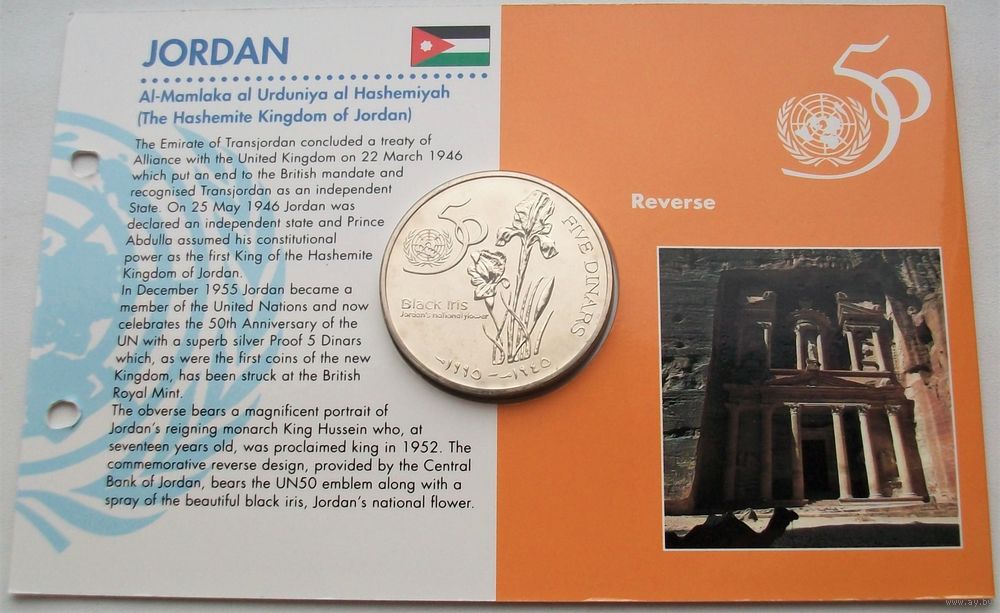 JORDAN
Al-Mamlaka al Urduniya al Hashemiyah
(The Hashemite Kingdom of Jordan)
The Emirate of Transjordan concluded a treaty of
Alliance with the United Kingdom on 22 March 1946
which put an end to the British mandate and
recognised Transjordan as an independent
State. On 25 May 1946 Jordan was
declared an independent state and Prince
Abdulla assumed his constitutional
power as the first King of the Hashemite
Kingdom of Jordan.
In December 1955 Jordan became a
member of the United Nations and now
celebrates the 50th Anniversary of the
UN with a superb silver Proof 5 Dinars
which, as were the first coins of the new
Kingdom, has been struck at the British
Royal Mint.
The obverse bears a magnificent portrait of
Jordan's reigning monarch King Hussein who, at
seventeen years old, was proclaimed king in 1952. The
commemorative reverse design, provided by the Central
Bank of Jordan, bears the UN50 emblem along with a
spray of the beautiful black iris, Jordan's national flower.
50
FIVE DINARS
Black Iris
Jordan's national flower
١٩٤٥-١٩٩٥
50
Reverse
www.ay.by